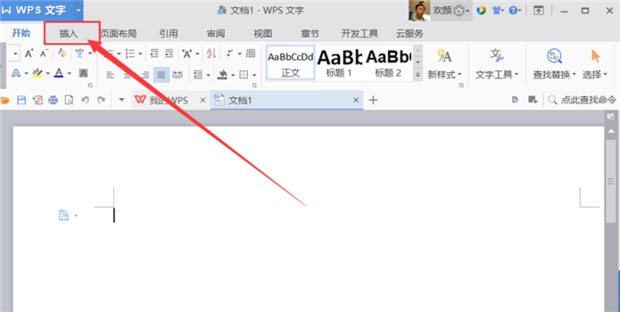 WPS 文字
文档1 - WPS 文字
欢颜
开始 插入 页面布局 引用 审阅 视图 章节 开发工具 云服务
AaBbCcDd AaBb AaBbC
正文 标题 1 标题 2 新样式 文字工具 查找替换 选择
我的WPS 文档1 点此查找命令